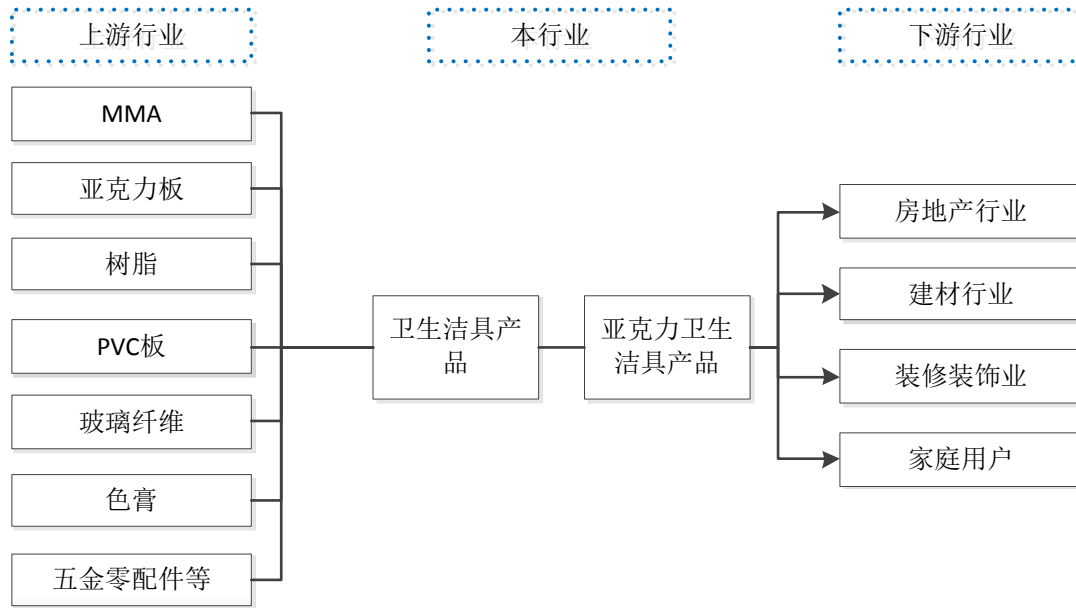 上游行业
本行业
下游行业
MMA
亚克力板
树脂
PVC板
玻璃纤维
色膏
五金零配件等
卫生洁具产
品
亚克力卫生
洁具产品
房地产行业
建材行业
装修装饰业
家庭用户